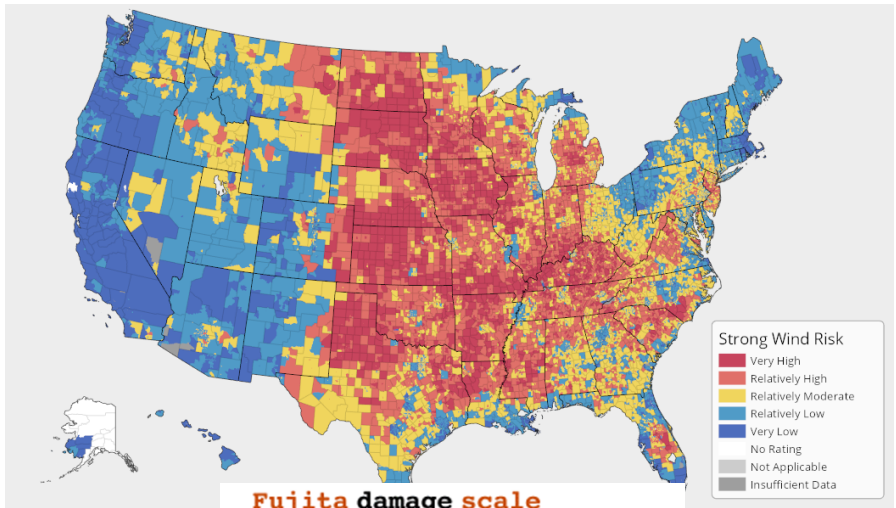 Strong Wind Risk
Very High
Relatively High
Relatively Moderate
Relatively Low
Very Low
No Rating
Not Applicable
Insufficient Data
Fujita damage scale